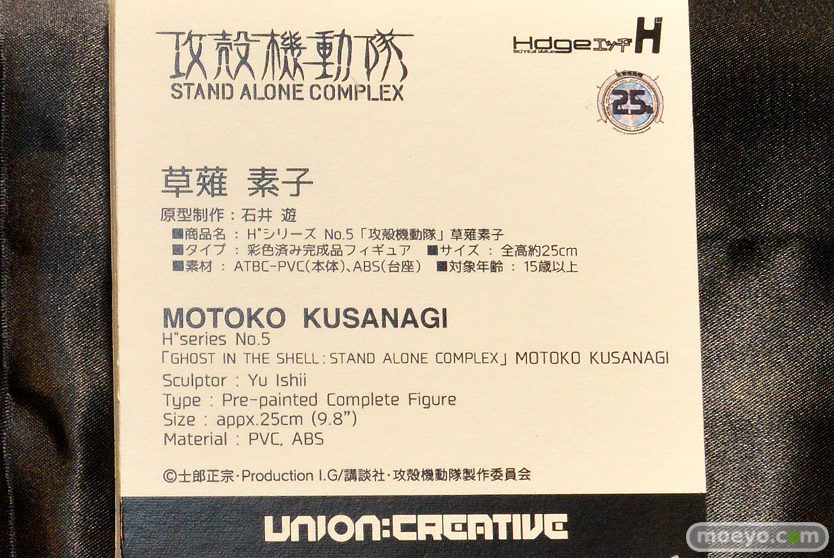 攻殻機動隊
STAND ALONE COMPLEX
Hdgeエッヂ H"
technical statue
25th
草薙 素子
原型制作：石井 遊
■商品名 : H"シリーズ No.5「攻殻機動隊」草薙素子
■タイプ : 彩色済み完成品フィギュア ■サイズ : 全高約25cm
■素材 : ATBC-PVC(本体)、ABS(台座) ■対象年齢 : 15歳以上
MOTOKO KUSANAGI
H"series No.5
「GHOST IN THE SHELL : STAND ALONE COMPLEX」 MOTOKO KUSANAGI
Sculptor : Yu Ishii
Type : Pre-painted Complete Figure
Size : appx.25cm (9.8")
Material : PVC, ABS
©士郎正宗・Production I.G/講談社・攻殻機動隊製作委員会
UNION:CREATIVE
moeyo.com